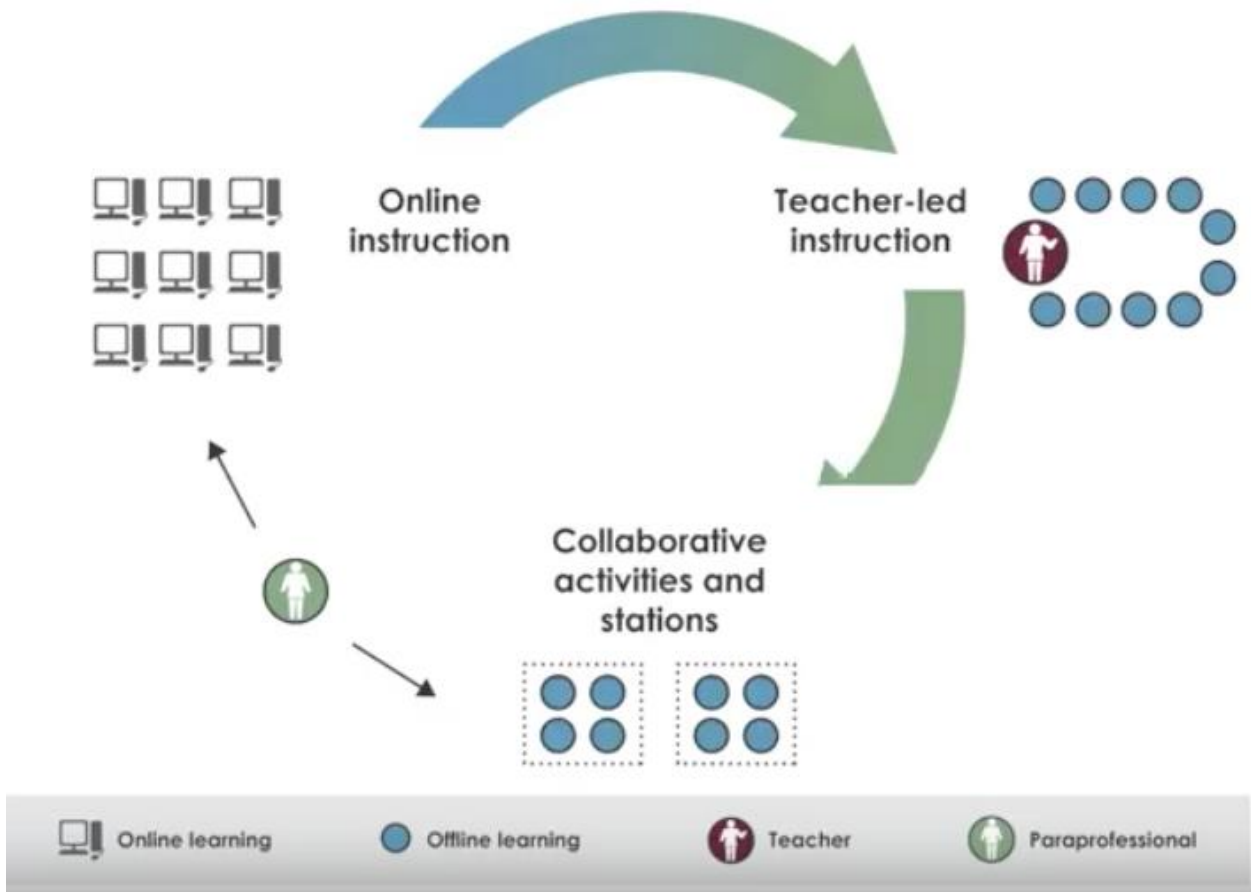 Online
instruction
Teacher-led
instruction
Collaborative
activities and
stations
Online learning
Offline learning
Teacher
Paraprofessional